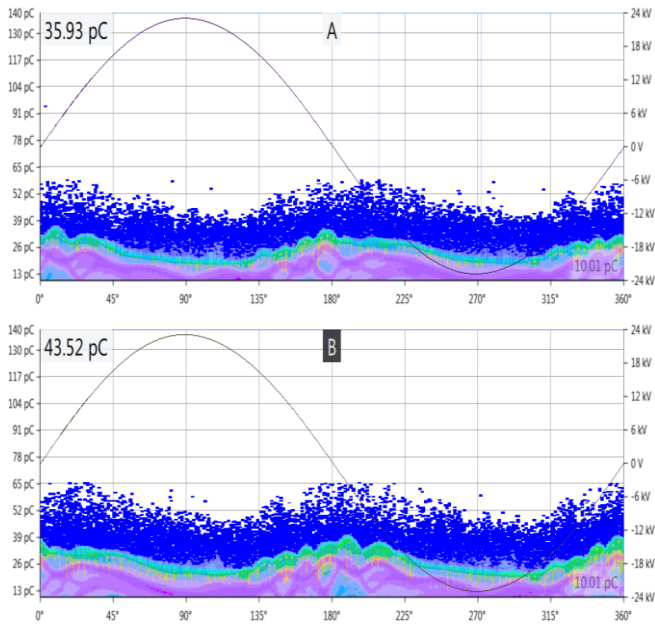 140 pC
130 pC
117 pC
104 pC
91 pC
78 pC
65 pC
52 pC
39 pC
26 pC
13 pC
35.93 pC
A
24 kV
18 kV
12 kV
6 kV
0 V
-6 kV
-12 kV
-18 kV
-24 kV
10.01 pC
0° 45° 90° 135° 180° 225° 270° 315° 360°
140 pC
130 pC
117 pC
104 pC
91 pC
78 pC
65 pC
52 pC
39 pC
26 pC
13 pC
43.52 pC
B
24 kV
18 kV
12 kV
6 kV
0 V
-6 kV
-12 kV
-18 kV
-24 kV
10.01 pC
0° 45° 90° 135° 180° 225° 270° 315° 360°